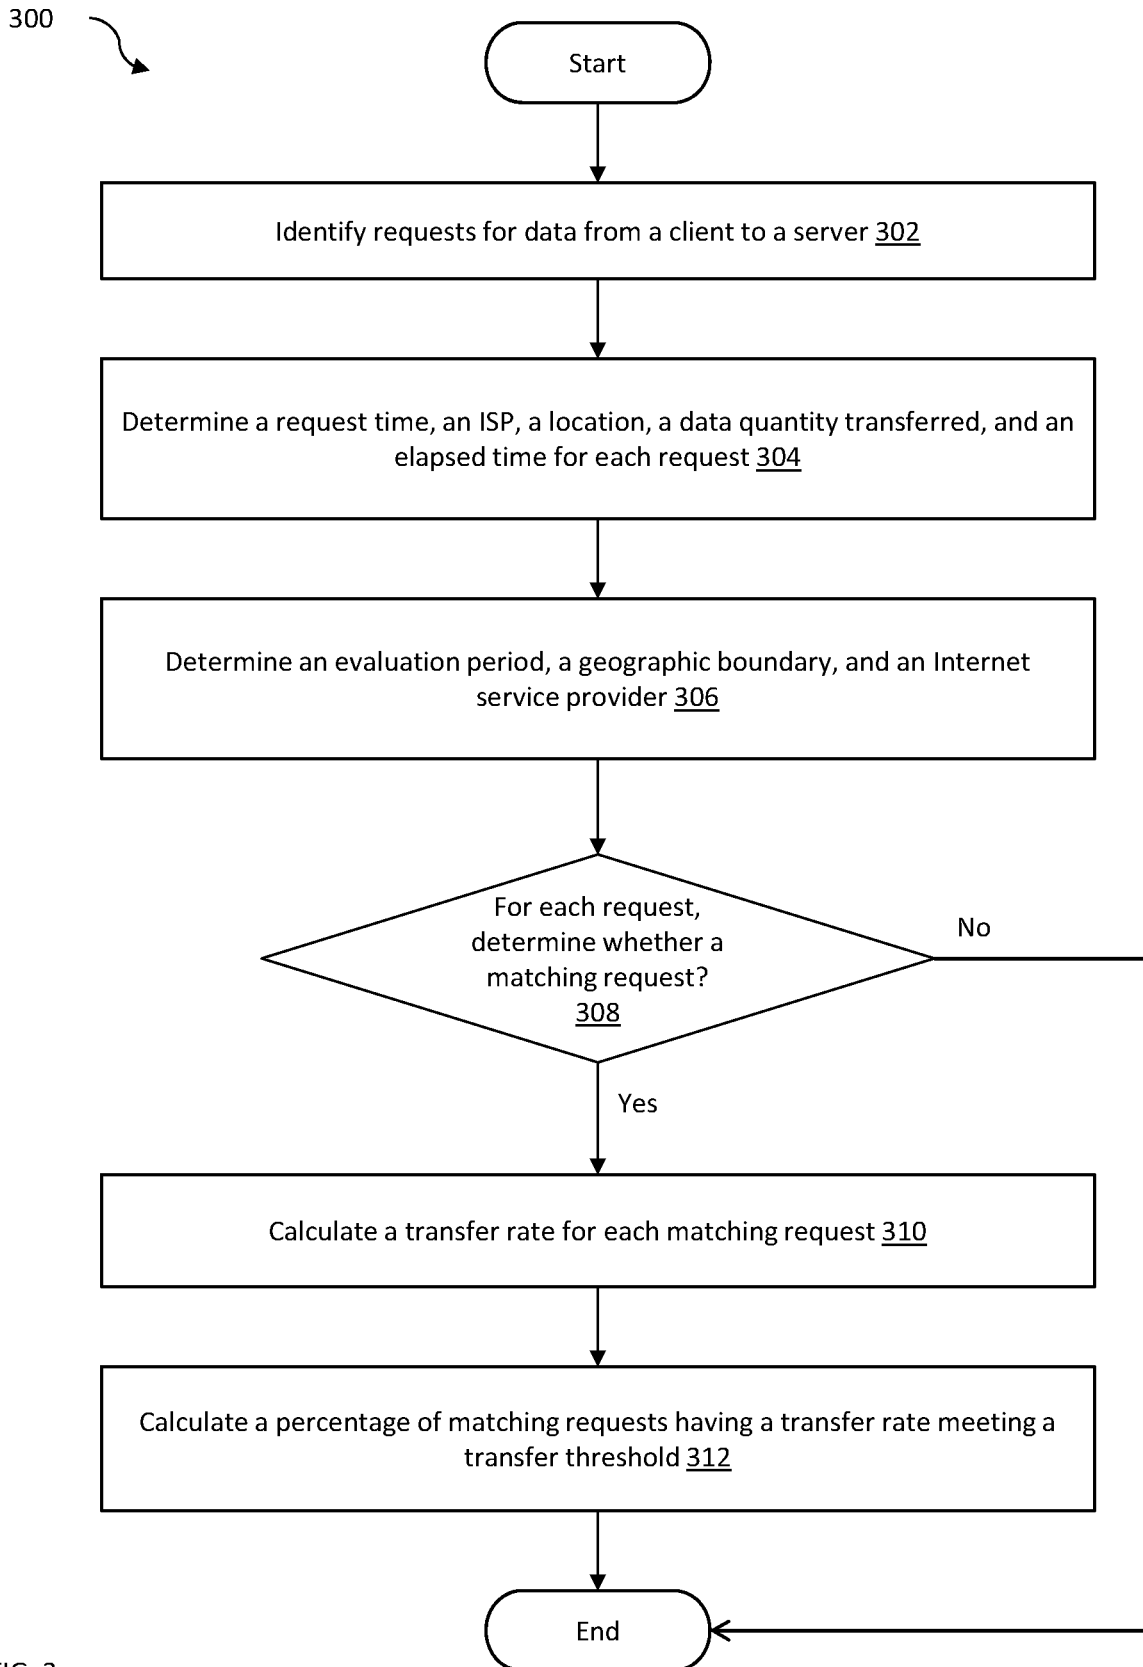 300
Start
Identify requests for data from a client to a server 302
Determine a request time, an ISP, a location, a data quantity transferred, and an
elapsed time for each request 304
Determine an evaluation period, a geographic boundary, and an Internet
service provider 306
For each request,
determine whether a
matching request?
308
No
Yes
Calculate a transfer rate for each matching request 310
Calculate a percentage of matching requests having a transfer rate meeting a
transfer threshold 312
End